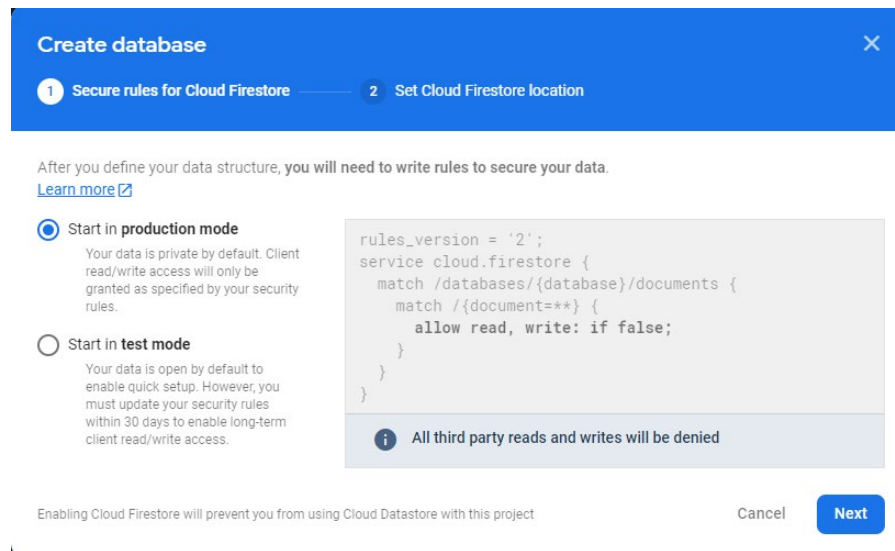 Create database
1 Secure rules for Cloud Firestore 2 Set Cloud Firestore location
After you define your data structure, you will need to write rules to secure your data.
Learn more
Start in production mode
Your data is private by default. Client
read/write access will only be
granted as specified by your security
rules.
Start in test mode
Your data is open by default to
enable quick setup. However, you
must update your security rules
within 30 days to enable long-term
client read/write access.
rules_version = '2';
service cloud.firestore {
match /databases/{database}/documents {
match /{document=**} {
allow read, write: if false;
}
}
}
i All third party reads and writes will be denied
Enabling Cloud Firestore will prevent you from using Cloud Datastore with this project
Cancel Next